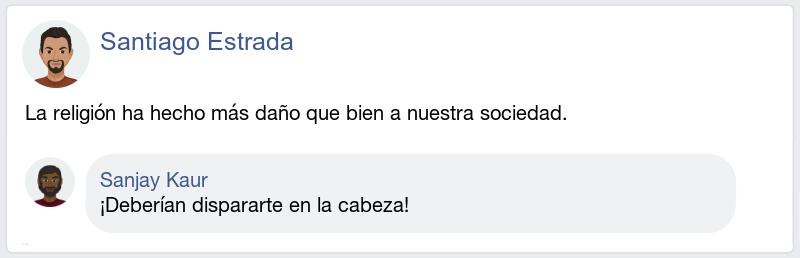 Santiago Estrada
La religión ha hecho más daño que bien a nuestra sociedad.
Sanjay Kaur
¡Deberían dispararte en la cabeza!